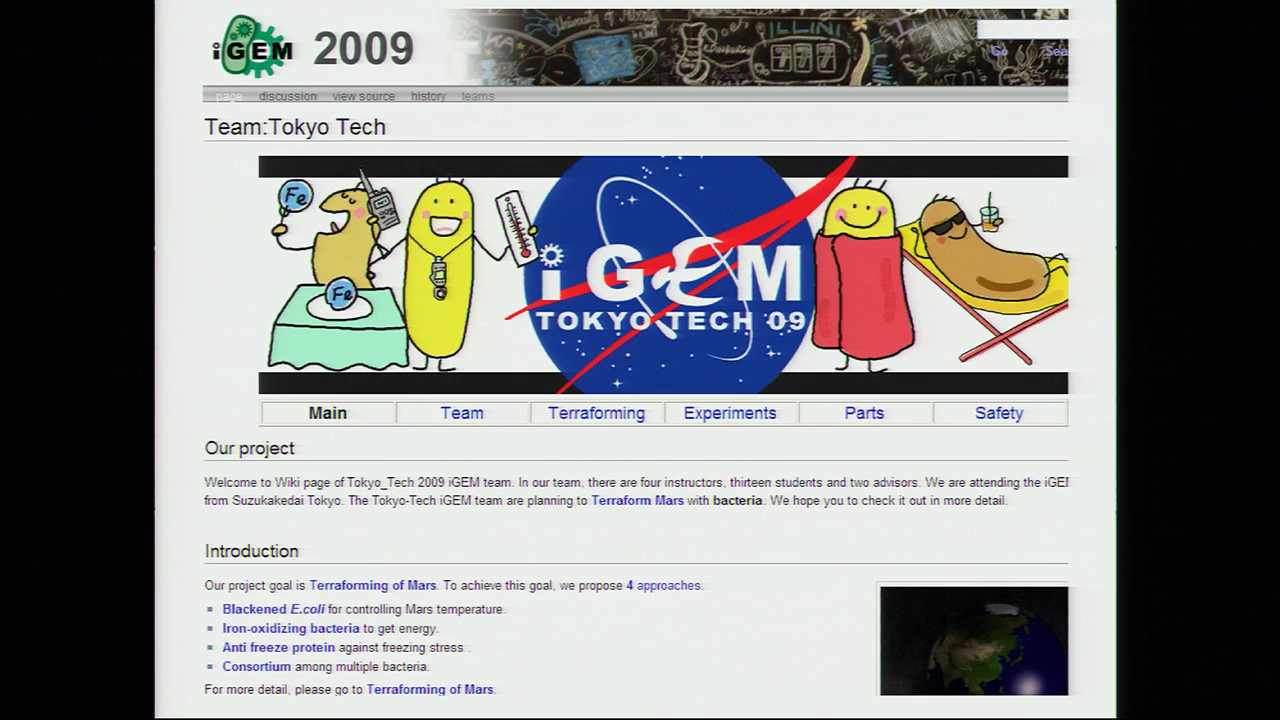 iGEM 2009
ILLINI
777
Go
page discussion view source history teams
Team:Tokyo Tech
Fe
Fe
iGEM
TOKYO TECH 09
Main Team Terraforming Experiments Parts Safety
Our project
Welcome to Wiki page of Tokyo_Tech 2009 iGEM team. In our team, there are four instructors, thirteen students and two advisors. We are attending the
from Suzukakedai Tokyo. The Tokyo-Tech iGEM team are planning to Terraform Mars with bacteria. We hope you to check it out in more detail.
Introduction
Our project goal is Terraforming of Mars. To achieve this goal, we propose 4 approaches.
Blackened E.coli for controlling Mars temperature.
Iron-oxidizing bacteria to get energy.
Anti freeze protein against freezing stress .
Consortium among multiple bacteria.
For more detail, please go to Terraforming of Mars.